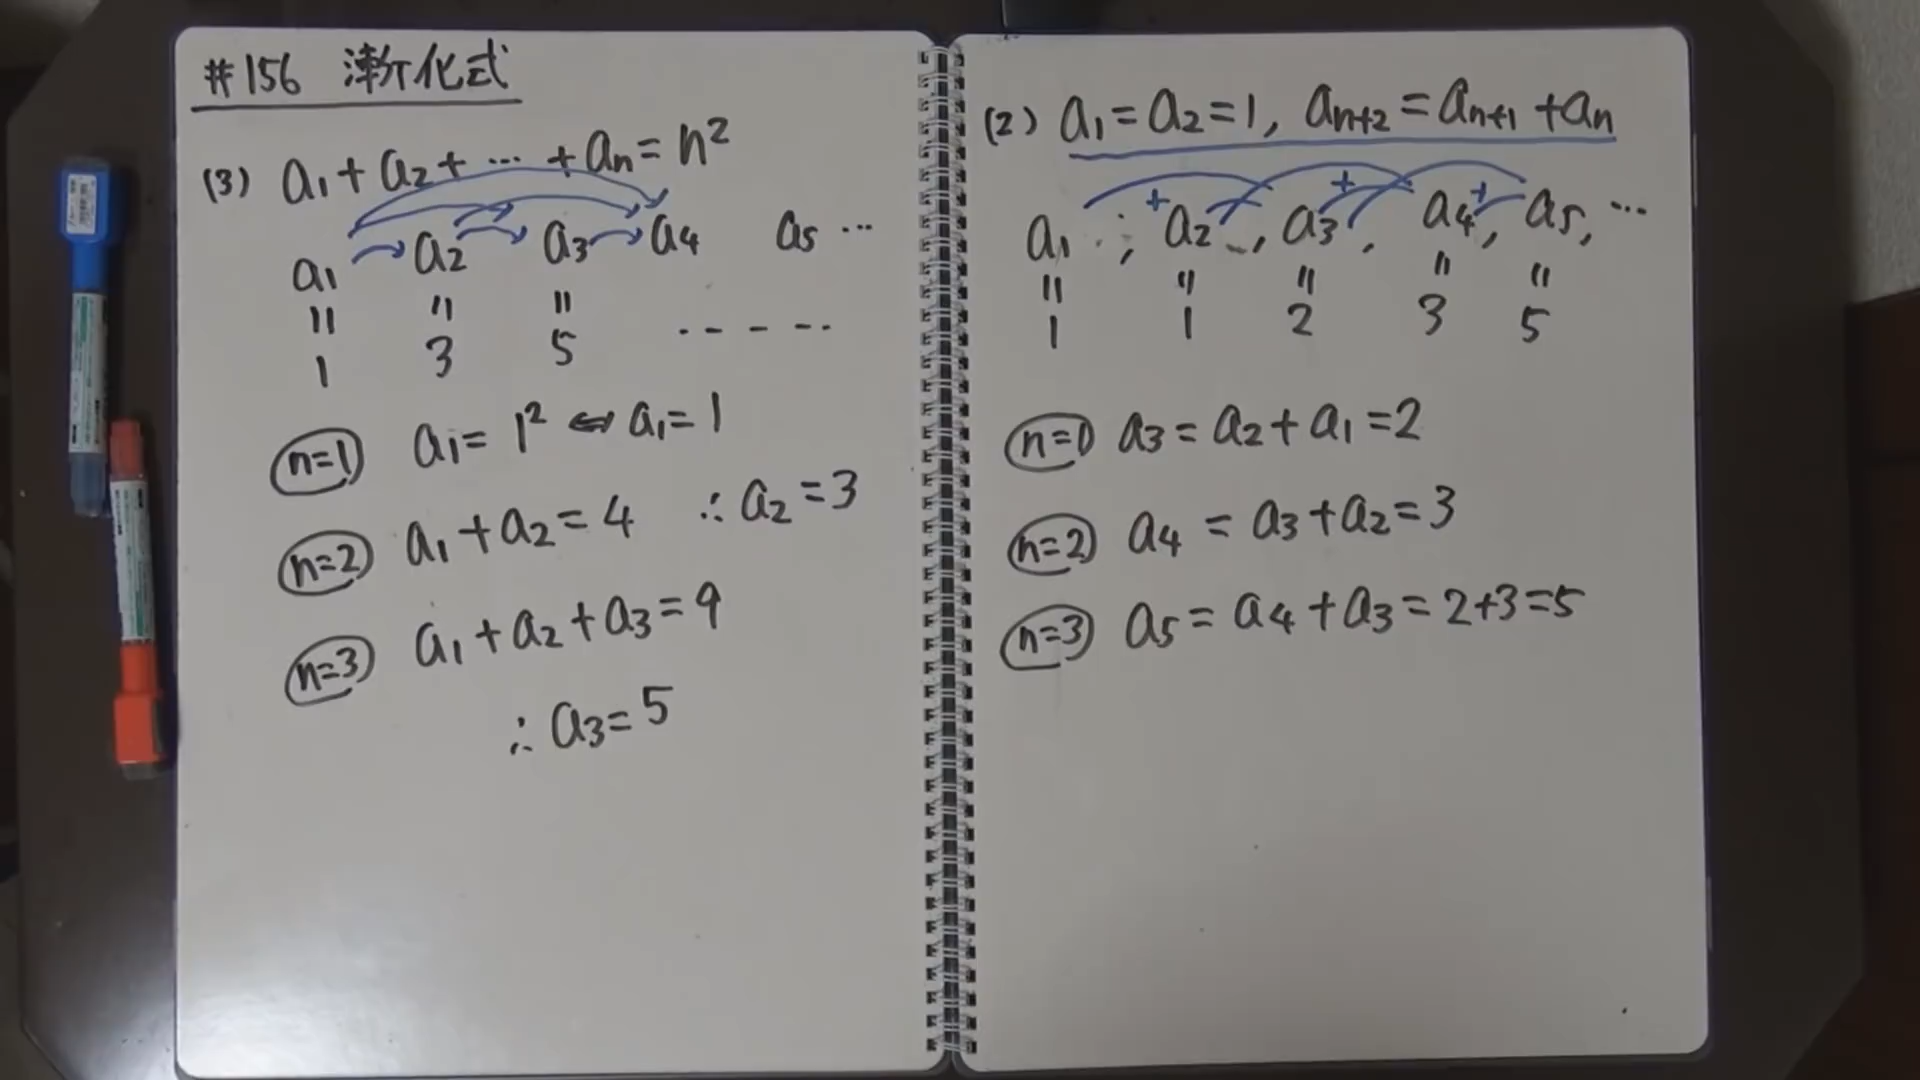 #156 漸化式
(3) a₁+a₂+ ⋯ +aₙ=n²
a₁ a₂ a₃ a₄ a₅ ⋯
" " "
1 3 5 - - - - -
n=1 a₁= 1² ⇔ a₁=1
n=2 a₁+a₂=4 ∴a₂=3
n=3 a₁+a₂+a₃=9
∴a₃=5
(2) a₁=a₂=1, aₙ₊₂=aₙ₊₁+aₙ
+ + +
a₁, a₂, a₃, a₄, a₅, ⋯
" " " " "
1 1 2 3 5
n=1 a₃=a₂+a₁=2
n=2 a₄=a₃+a₂=3
n=3 a₅=a₄+a₃=2+3=5